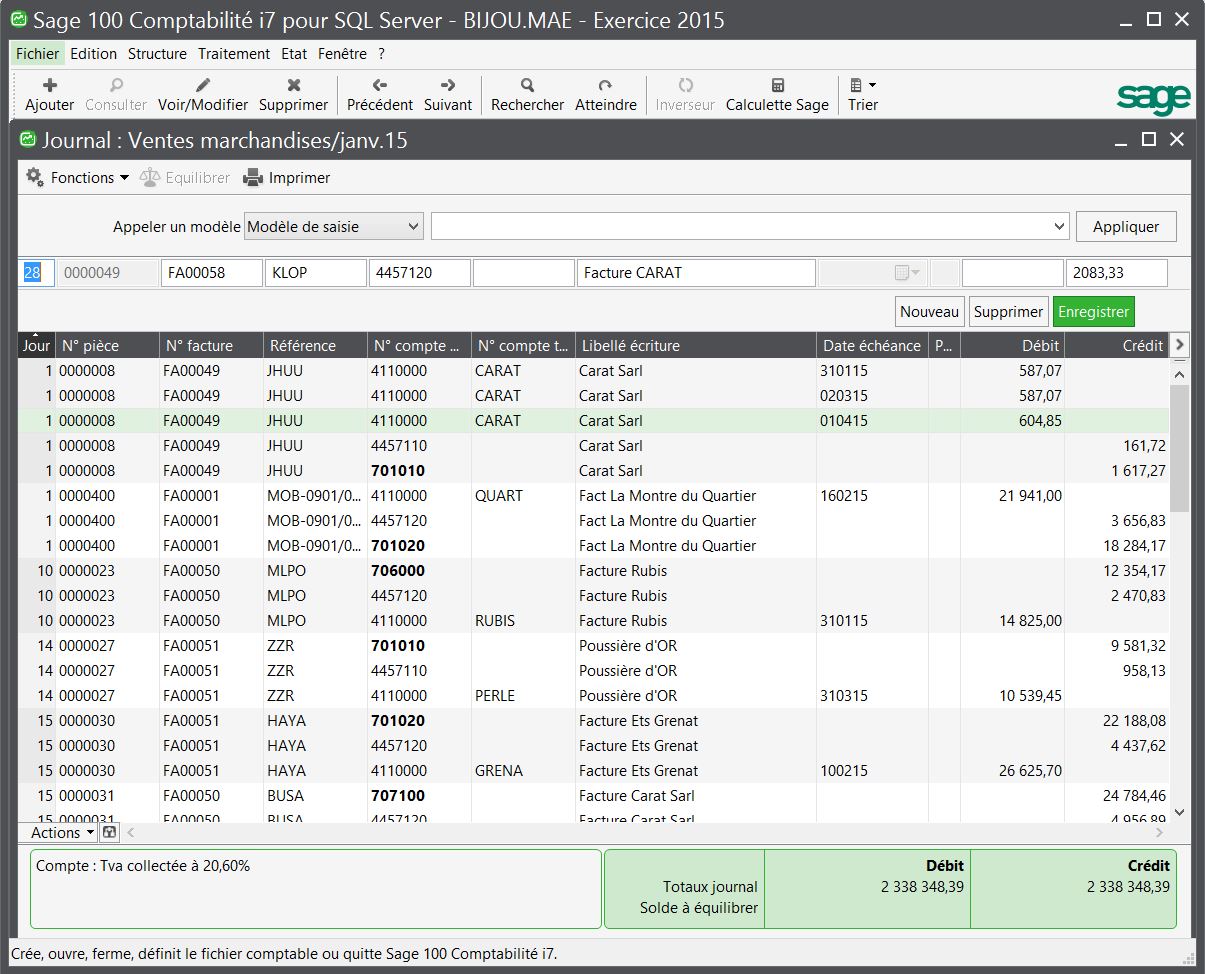 Sage 100 Comptabilité i7 pour SQL Server - BIJOU.MAE - Exercice 2015
Fichier Edition Structure Traitement Etat Fenêtre ?
Ajouter Consulter Voir/Modifier Supprimer Précédent Suivant Rechercher Atteindre Inverseur Calculette Sage Trier
sage
Journal : Ventes marchandises/janv.15
Fonctions Equilibrer Imprimer
Appeler un modèle Modèle de saisie Appliquer
28 0000049 FA00058 KLOP 4457120 Facture CARAT 2083,33
Nouveau Supprimer Enregistrer
Jour N° pièce N° facture Référence N° compte ... N° compte t... Libellé écriture Date échéance P... Débit Crédit
1 0000008 FA00049 JHUU 4110000 CARAT Carat Sarl 310115 587,07
1 0000008 FA00049 JHUU 4110000 CARAT Carat Sarl 020315 587,07
1 0000008 FA00049 JHUU 4110000 CARAT Carat Sarl 010415 604,85
1 0000008 FA00049 JHUU 4457110 Carat Sarl 161,72
1 0000008 FA00049 JHUU 701010 Carat Sarl 1 617,27
1 0000400 FA00001 MOB-0901/0... 4110000 QUART Fact La Montre du Quartier 160215 21 941,00
1 0000400 FA00001 MOB-0901/0... 4457120 Fact La Montre du Quartier 3 656,83
1 0000400 FA00001 MOB-0901/0... 701020 Fact La Montre du Quartier 18 284,17
10 0000023 FA00050 MLPO 706000 Facture Rubis 12 354,17
10 0000023 FA00050 MLPO 4457120 Facture Rubis 2 470,83
10 0000023 FA00050 MLPO 4110000 RUBIS Facture Rubis 310115 14 825,00
14 0000027 FA00051 ZZR 701010 Poussière d'OR 9 581,32
14 0000027 FA00051 ZZR 4457110 Poussière d'OR 958,13
14 0000027 FA00051 ZZR 4110000 PERLE Poussière d'OR 310315 10 539,45
15 0000030 FA00051 HAYA 701020 Facture Ets Grenat 22 188,08
15 0000030 FA00051 HAYA 4457120 Facture Ets Grenat 4 437,62
15 0000030 FA00051 HAYA 4110000 GRENA Facture Ets Grenat 100215 26 625,70
15 0000031 FA00050 BUSA 707100 Facture Carat Sarl 24 784,46
15 0000031 FA00050 BUSA 4457120 Facture Carat Sarl 4 956,89
Actions
Compte : Tva collectée à 20,60%
Débit Crédit
Totaux journal 2 338 348,39 2 338 348,39
Solde à équilibrer
Crée, ouvre, ferme, définit le fichier comptable ou quitte Sage 100 Comptabilité i7.